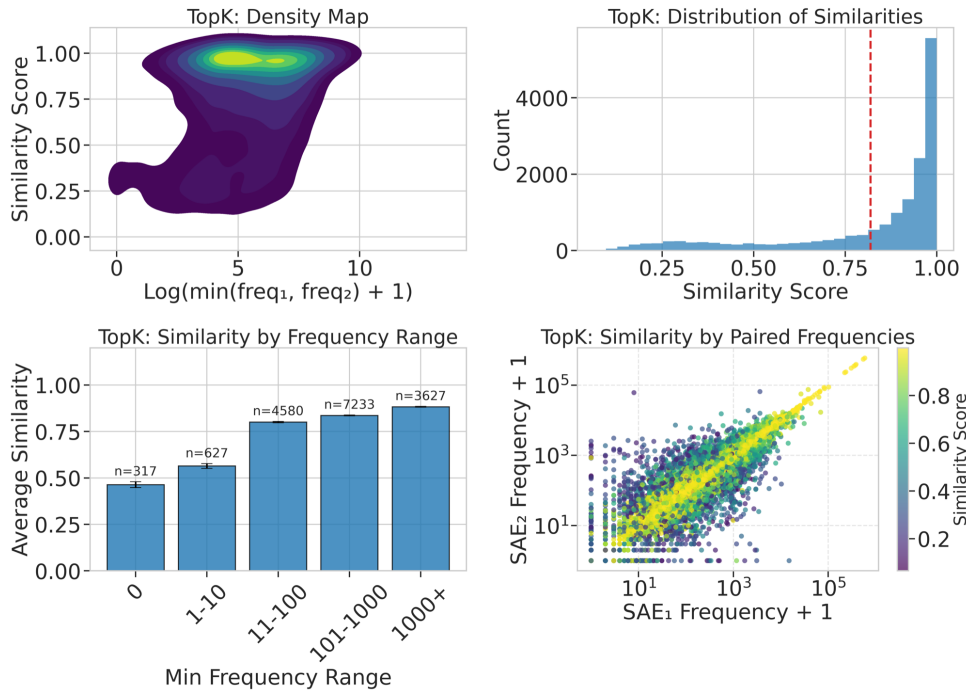 TopK: Density Map
Similarity Score
1.00
0.75
0.50
0.25
0.00
0
5
10
Log(min(freq₁, freq₂) + 1)
TopK: Distribution of Similarities
Count
4000
2000
0
0.25
0.50
0.75
1.00
Similarity Score
TopK: Similarity by Frequency Range
Average Similarity
1.00
0.75
0.50
0.25
0.00
n=317
n=627
n=4580
n=7233
n=3627
0
1-10
11-100
101-1000
1000+
Min Frequency Range
TopK: Similarity by Paired Frequencies
SAE₂ Frequency + 1
10⁵
10³
10¹
10¹
10³
10⁵
SAE₁ Frequency + 1
0.8
0.6
0.4
0.2
Similarity Score